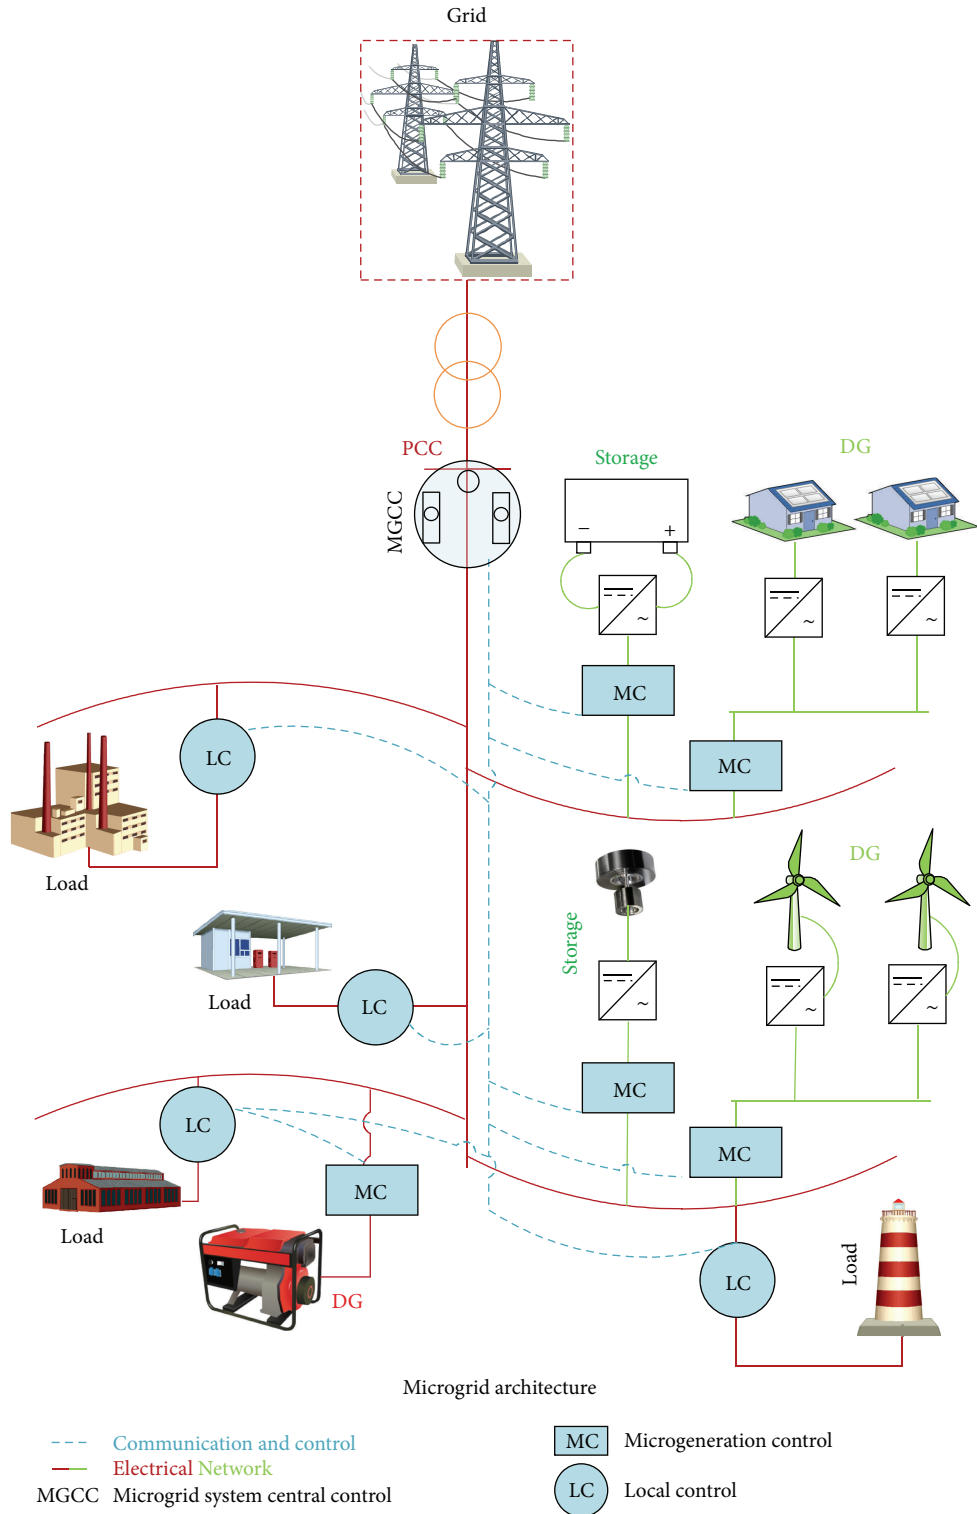 Grid
PCC
MGCC
Storage
DG
− +
~
~
~
MC
LC
MC
Load
DG
Storage
Load
LC
~
~
~
MC
LC
MC
MC
Load
DG
LC
Load
Microgrid architecture
Communication and control
Electrical Network
MGCC Microgrid system central control
MC Microgeneration control
LC Local control